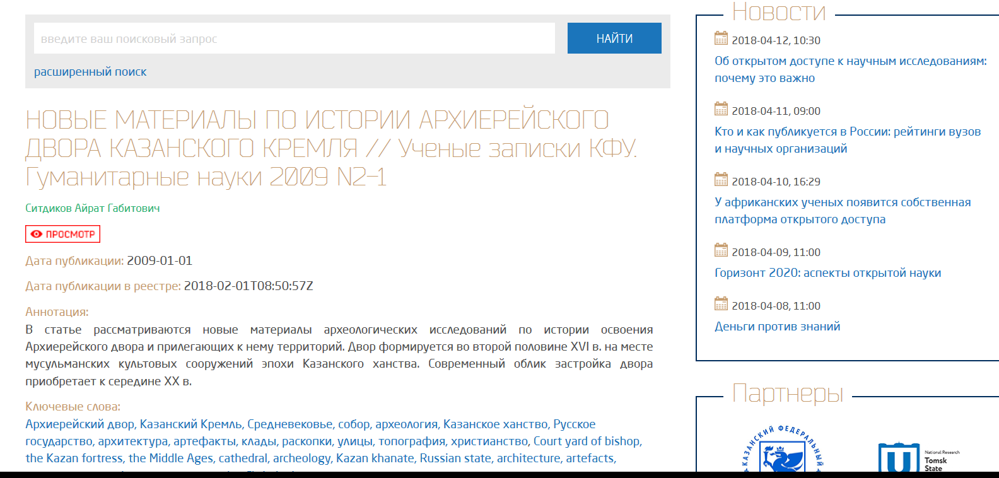 введите ваш поисковый запрос
НАЙТИ
расширенный поиск
НОВЫЕ МАТЕРИАЛЫ ПО ИСТОРИИ АРХИЕРЕЙСКОГО
ДВОРА КАЗАНСКОГО КРЕМЛЯ // Ученые записки КФУ.
Гуманитарные науки 2009 N2-1
Ситдиков Айрат Габитович
ПРОСМОТР
Дата публикации: 2009-01-01
Дата публикации в реестре: 2018-02-01T08:50:57Z
Аннотация:
В статье рассматриваются новые материалы археологических исследований по истории освоения
Архиерейского двора и прилегающих к нему территорий. Двор формируется во второй половине XVI в. на месте
мусульманских культовых сооружений эпохи Казанского ханства. Современный облик застройка двора
приобретает к середине XX в.
Ключевые слова:
Архиерейский двор, Казанский Кремль, Средневековье, собор, археология, Казанское ханство, Русское
государство, архитектура, артефакты, клады, раскопки, улицы, топография, христианство, Court yard of bishop,
the Kazan fortress, the Middle Ages, cathedral, archeology, Kazan khanate, Russian state, architecture, artefacts,
Новости
2018-04-12, 10:30
Об открытом доступе к научным исследованиям:
почему это важно
2018-04-11, 09:00
Кто и как публикуется в России: рейтинги вузов
и научных организаций
2018-04-10, 16:29
У африканских ученых появится собственная
платформа открытого доступа
2018-04-09, 11:00
Горизонт 2020: аспекты открытой науки
2018-04-08, 11:00
Деньги против знаний
Партнеры
КАЗАНСКИЙ ФЕДЕРАЛЬНЫЙ
National Research
Tomsk
State